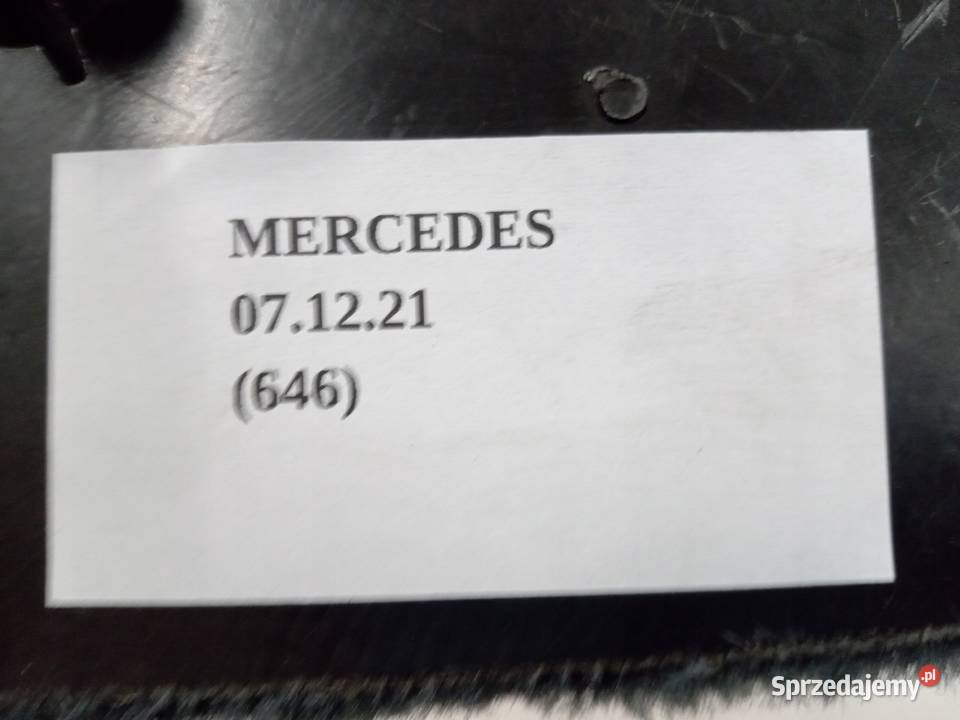 MERCEDES
07.12.21
(646)
Sprzedajemy.pl